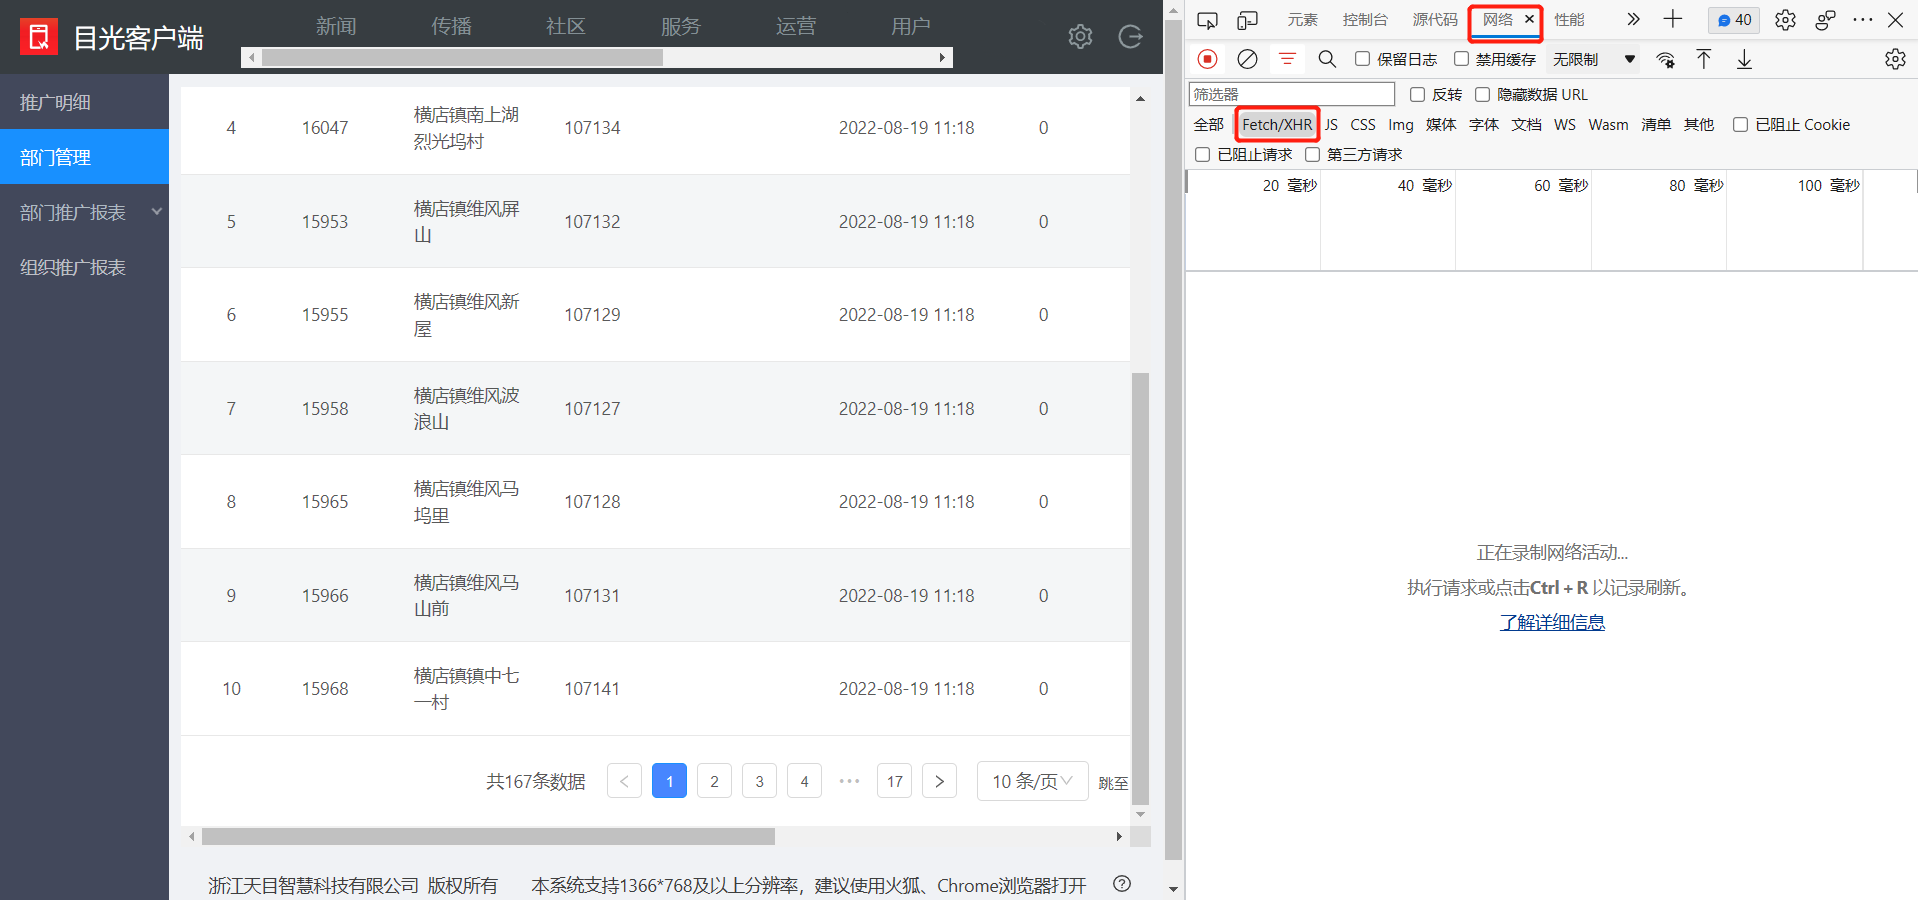 目光客户端
新闻 传播 社区 服务 运营 用户
推广明细
部门管理
部门推广报表
组织推广报表
4 16047 横店镇南上湖烈光坞村 107134 2022-08-19 11:18 0
5 15953 横店镇维风屏山 107132 2022-08-19 11:18 0
6 15955 横店镇维风新屋 107129 2022-08-19 11:18 0
7 15958 横店镇维风波浪山 107127 2022-08-19 11:18 0
8 15965 横店镇维风马坞里 107128 2022-08-19 11:18 0
9 15966 横店镇维风马山前 107131 2022-08-19 11:18 0
10 15968 横店镇镇中七一村 107141 2022-08-19 11:18 0
共167条数据 < 1 2 3 4 ••• 17 > 10 条/页 跳至
浙江天目智慧科技有限公司 版权所有 本系统支持1366*768及以上分辨率，建议使用火狐、Chrome浏览器打开
元素 控制台 源代码 网络 × 性能 » + 40
保留日志 禁用缓存 无限制
筛选器 反转 隐藏数据 URL
全部 Fetch/XHR JS CSS Img 媒体 字体 文档 WS Wasm 清单 其他 已阻止 Cookie
已阻止请求 第三方请求
20 毫秒 40 毫秒 60 毫秒 80 毫秒 100 毫秒
正在录制网络活动...
执行请求或点击Ctrl + R 以记录刷新。
了解详细信息